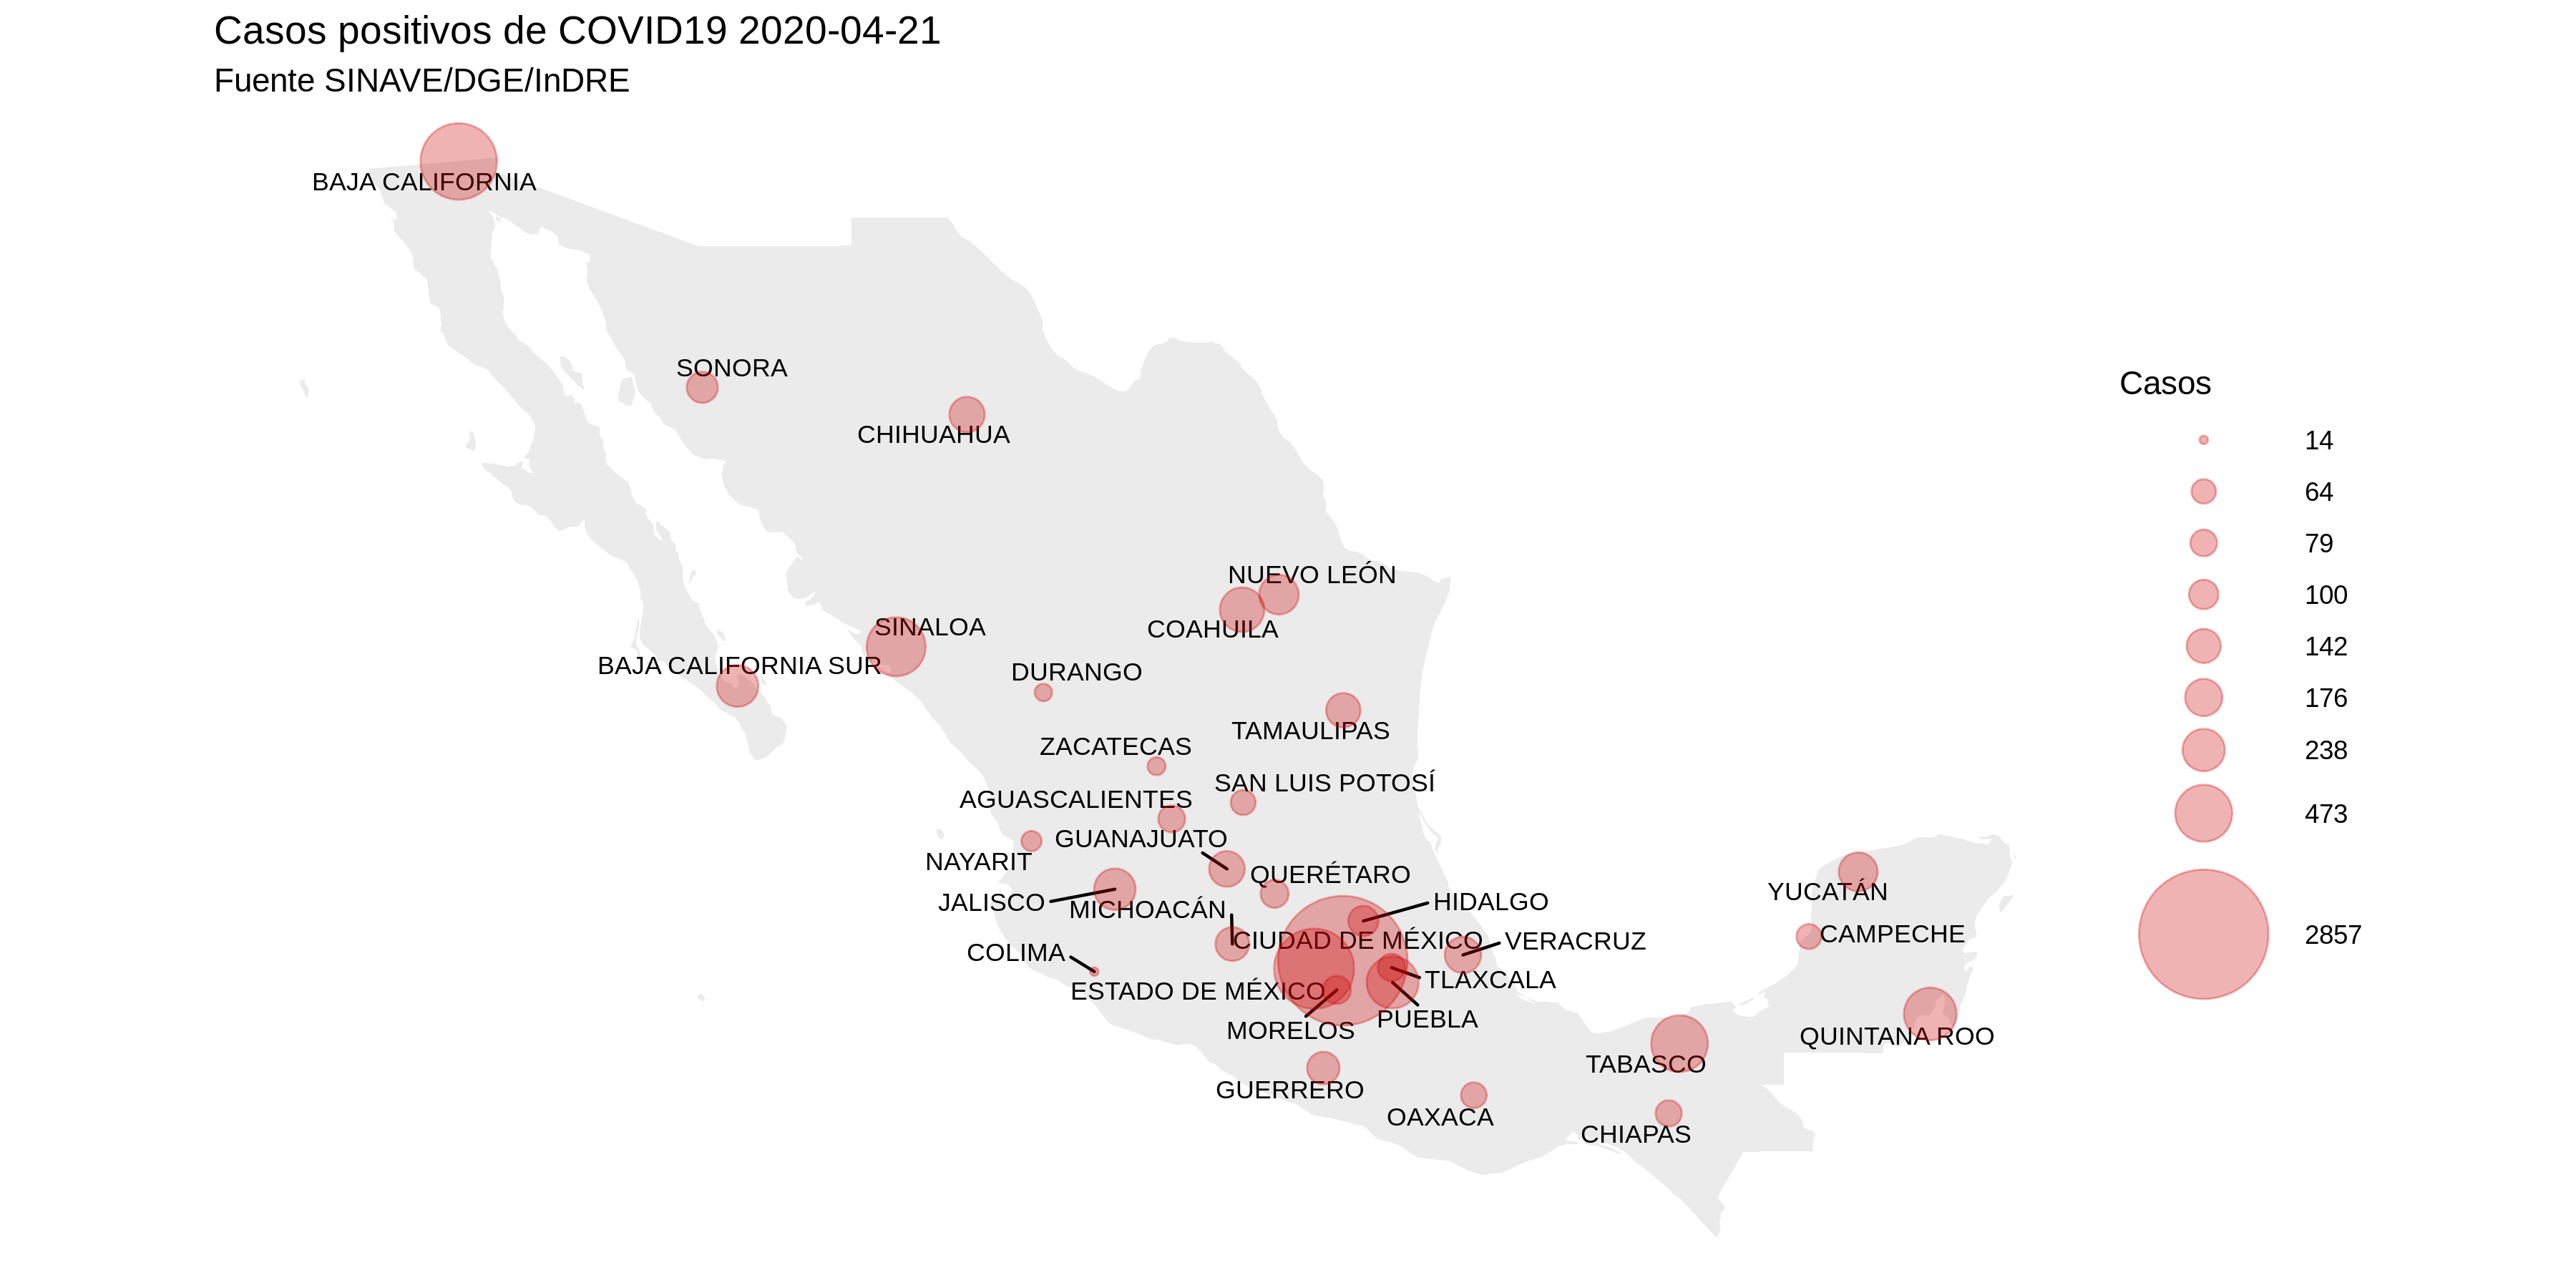 Casos positivos de COVID19 2020-04-21
Fuente SINAVE/DGE/InDRE
BAJA CALIFORNIA
SONORA
CHIHUAHUA
NUEVO LEÓN
COAHUILA
SINALOA
BAJA CALIFORNIA SUR
DURANGO
TAMAULIPAS
ZACATECAS
SAN LUIS POTOSÍ
AGUASCALIENTES
GUANAJUATO
NAYARIT
QUERÉTARO
JALISCO
MICHOACÁN
HIDALGO
CIUDAD DE MÉXICO
VERACRUZ
COLIMA
TLAXCALA
ESTADO DE MÉXICO
MORELOS
PUEBLA
GUERRERO
OAXACA
YUCATÁN
CAMPECHE
QUINTANA ROO
TABASCO
CHIAPAS
Casos
14
64
79
100
142
176
238
473
2857